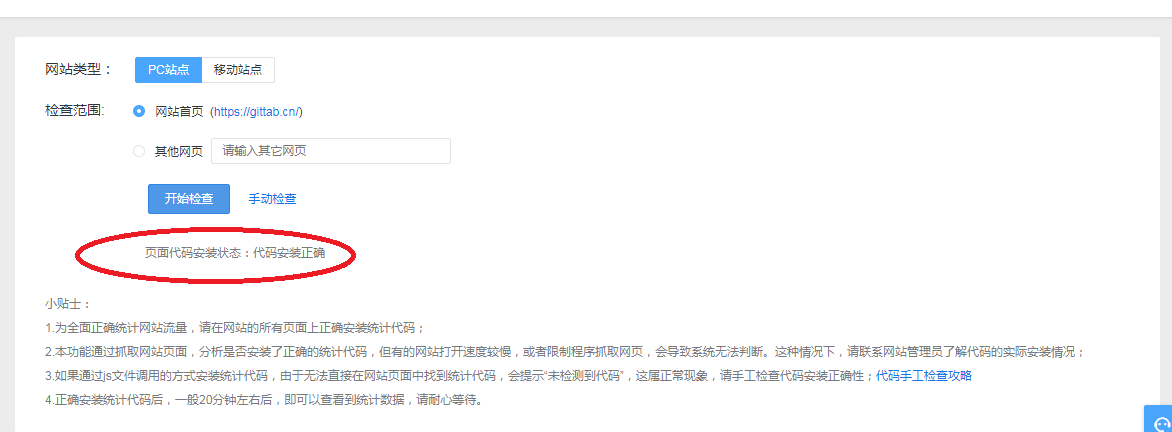 网站类型： PC站点 移动站点
检查范围: 网站首页 (https://gittab.cn/)
其他网页 请输入其它网页
开始检查 手动检查
页面代码安装状态：代码安装正确
小贴士：
1.为全面正确统计网站流量，请在网站的所有页面上正确安装统计代码；
2.本功能通过抓取网站页面，分析是否安装了正确的统计代码，但有的网站打开速度较慢，或者限制程序抓取网页，会导致系统无法判断。这种情况下，请联系网站管理员了解代码的实际安装情况；
3.如果通过js文件调用的方式安装统计代码，由于无法直接在网站页面中找到统计代码，会提示“未检测到代码”，这属正常现象，请手工检查代码安装正确性；代码手工检查攻略
4.正确安装统计代码后，一般20分钟左右后，即可以查看到统计数据，请耐心等待。